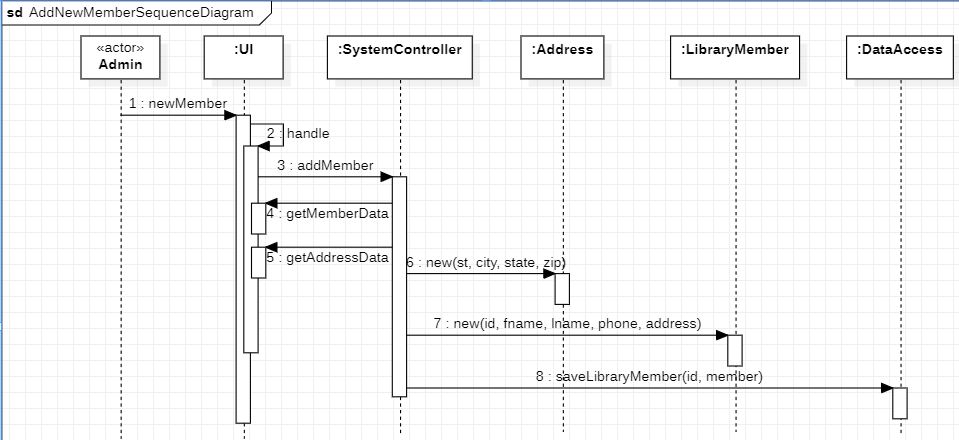 sd AddNewMemberSequenceDiagram
«actor»
Admin
:UI
:SystemController
:Address
:LibraryMember
:DataAccess
1 : newMember
2 : handle
3 : addMember
4 : getMemberData
5 : getAddressData
6 : new(st, city, state, zip)
7 : new(id, fname, lname, phone, address)
8 : saveLibraryMember(id, member)